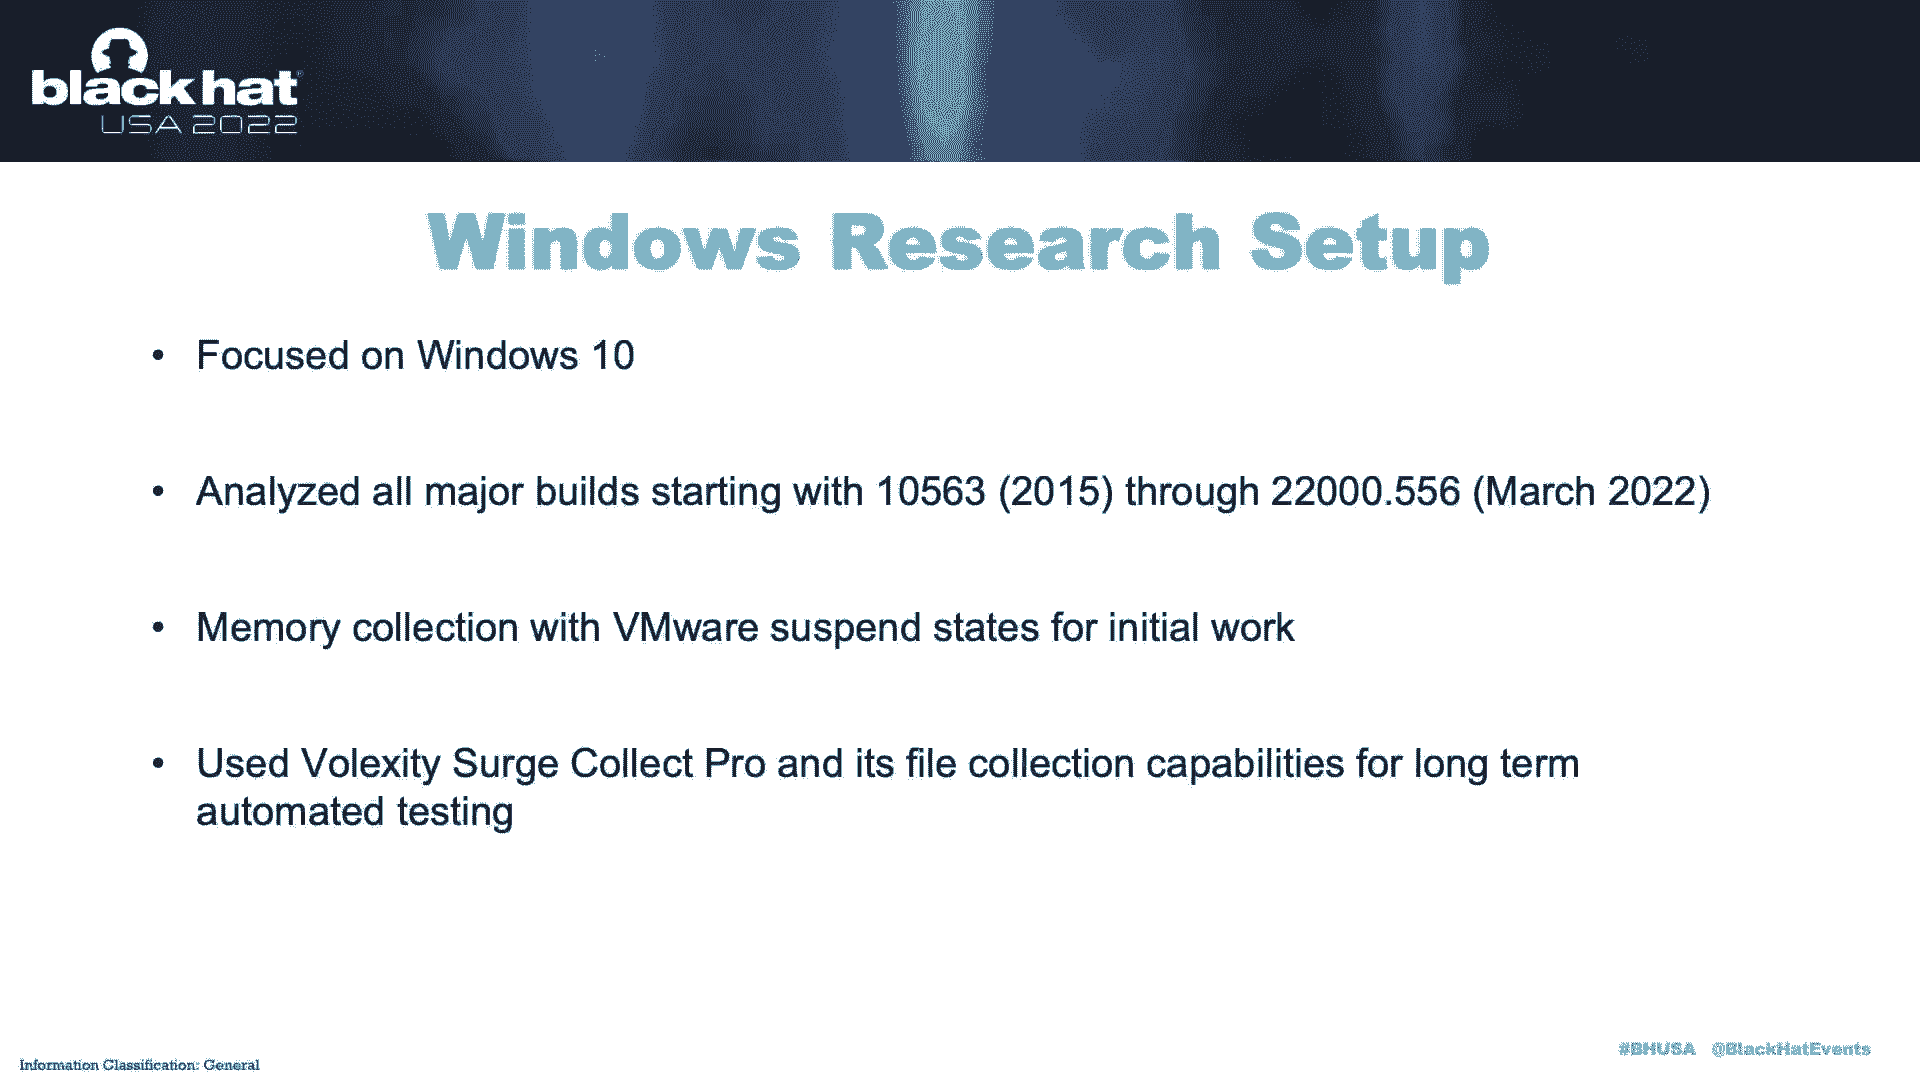 black hat
USA 2022
Windows Research Setup
• Focused on Windows 10
• Analyzed all major builds starting with 10563 (2015) through 22000.556 (March 2022)
• Memory collection with VMware suspend states for initial work
• Used Volexity Surge Collect Pro and its file collection capabilities for long term
automated testing
#BHUSA @BlackHatEvents
Information Classification: General